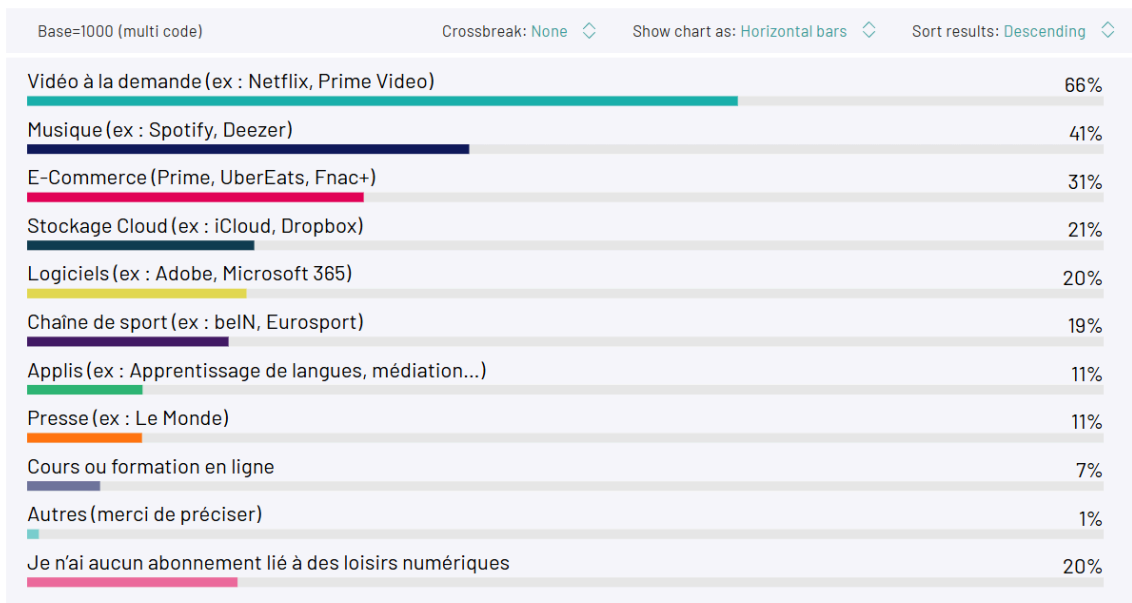 Base=1000 (multi code) Crossbreak: None Show chart as: Horizontal bars Sort results: Descending
Vidéo à la demande (ex : Netflix, Prime Video) 66%
Musique (ex : Spotify, Deezer) 41%
E-Commerce (Prime, UberEats, Fnac+) 31%
Stockage Cloud (ex : iCloud, Dropbox) 21%
Logiciels (ex : Adobe, Microsoft 365) 20%
Chaîne de sport (ex : beIN, Eurosport) 19%
Applis (ex : Apprentissage de langues, médiation...) 11%
Presse (ex : Le Monde) 11%
Cours ou formation en ligne 7%
Autres (merci de préciser) 1%
Je n’ai aucun abonnement lié à des loisirs numériques 20%